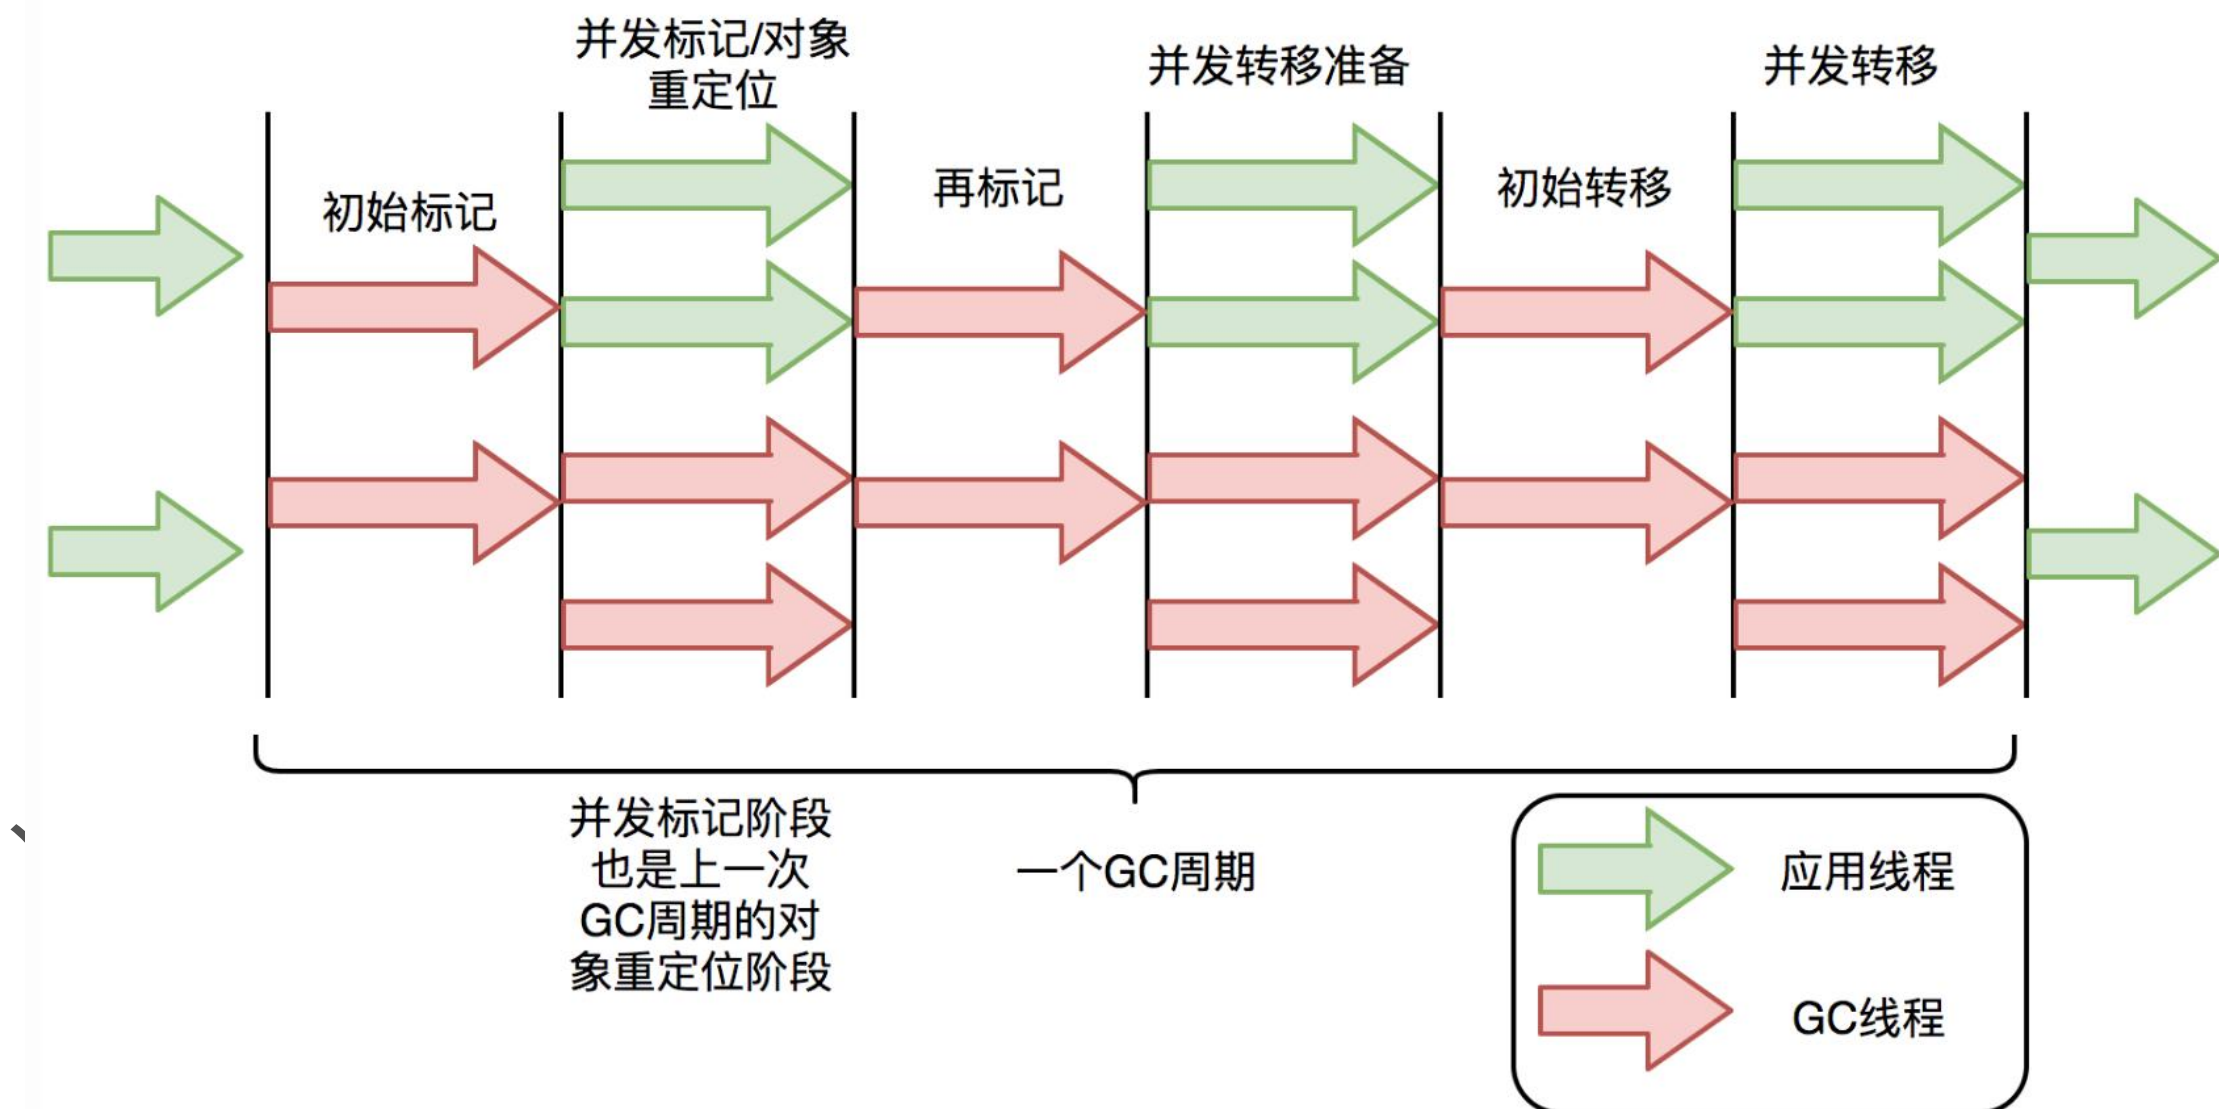 并发标记/对象
重定位
并发转移准备
并发转移
初始标记
再标记
初始转移
并发标记阶段
也是上一次
GC周期的对
象重定位阶段
一个GC周期
应用线程
GC线程